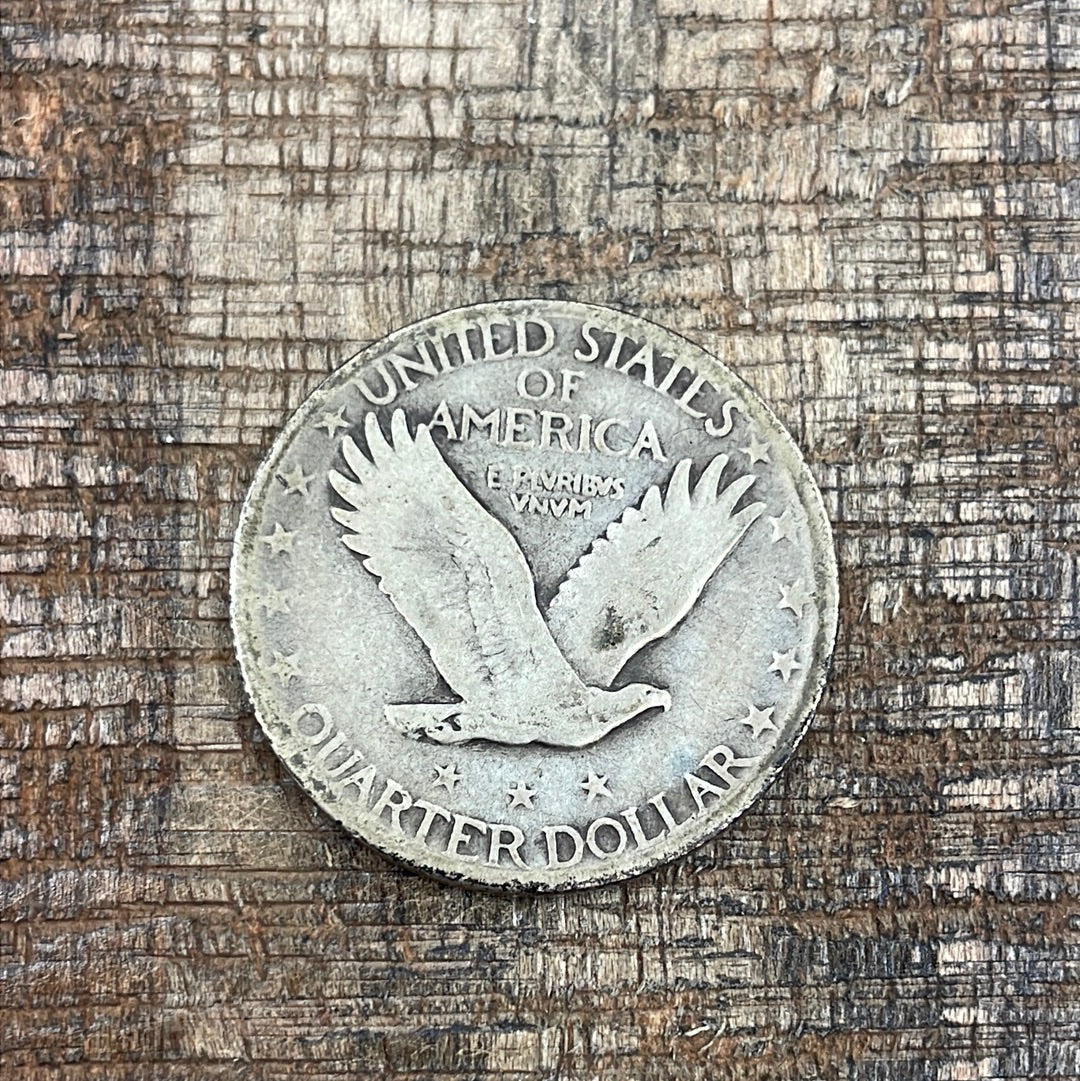 UNITED STATES
OF
AMERICA
E PLVRIBVS
VNVM
QUARTER DOLLAR